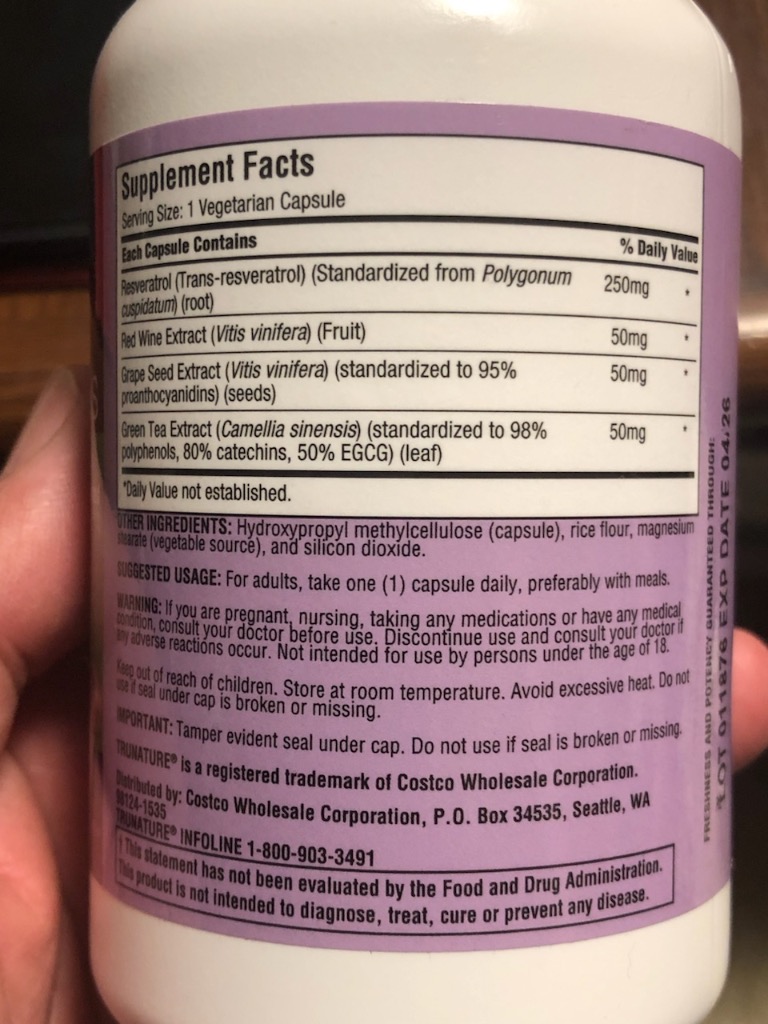 Supplement Facts
Serving Size: 1 Vegetarian Capsule
Each Capsule Contains % Daily Value
Resveratrol (Trans-resveratrol) (Standardized from Polygonum 250mg *
cuspidatum) (root)
Red Wine Extract (Vitis vinifera) (Fruit) 50mg *
Grape Seed Extract (Vitis vinifera) (standardized to 95% 50mg *
proanthocyanidins) (seeds)
Green Tea Extract (Camellia sinensis) (standardized to 98% 50mg *
polyphenols, 80% catechins, 50% EGCG) (leaf)
*Daily Value not established.
OTHER INGREDIENTS: Hydroxypropyl methylcellulose (capsule), rice flour, magnesium
stearate (vegetable source), and silicon dioxide.
SUGGESTED USAGE: For adults, take one (1) capsule daily, preferably with meals.
WARNING: If you are pregnant, nursing, taking any medications or have any medical
condition, consult your doctor before use. Discontinue use and consult your doctor if
any adverse reactions occur. Not intended for use by persons under the age of 18.
Keep out of reach of children. Store at room temperature. Avoid excessive heat. Do not
use if seal under cap is broken or missing.
IMPORTANT: Tamper evident seal under cap. Do not use if seal is broken or missing.
TRUNATURE® is a registered trademark of Costco Wholesale Corporation.
Distributed by: Costco Wholesale Corporation, P.O. Box 34535, Seattle, WA
98124-1535
TRUNATURE® INFOLINE 1-800-903-3491
† This statement has not been evaluated by the Food and Drug Administration.
This product is not intended to diagnose, treat, cure or prevent any disease.
FRESHNESS AND POTENCY GUARANTEED THROUGH:
LOT 911876 EXP DATE 04/26